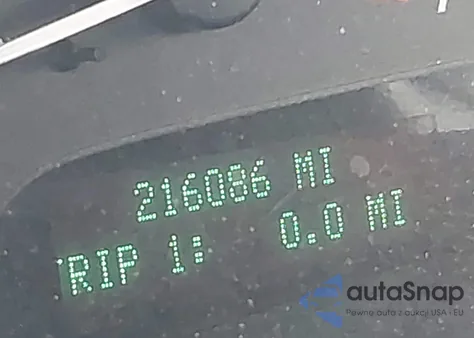 216086 MI
TRIP 1: 0.0 MI
autaSnap
Pewne auta z aukcji USA i EU